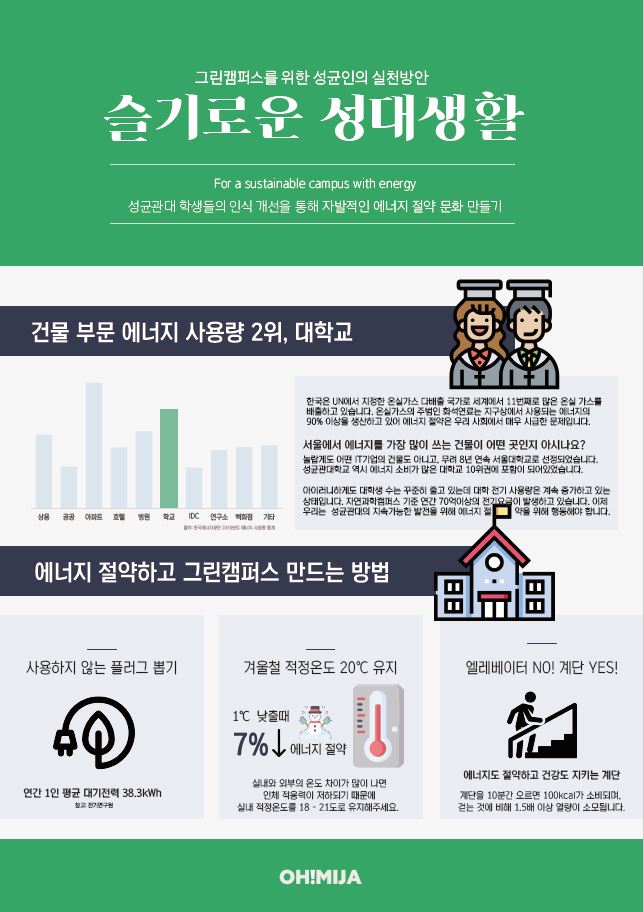 그린캠퍼스를 위한 성균인의 실천방안
슬기로운 성대생활
For a sustainable campus with energy
성균관대 학생들의 인식 개선을 통해 자발적인 에너지 절약 문화 만들기
건물 부문 에너지 사용량 2위, 대학교
상용 공공 아파트 호텔 병원 학교 IDC 연구소 백화점 기타
출처: 한국에너지공단 2019년도 에너지 사용량 통계
한국은 UN에서 지정한 온실가스 다배출 국가로 세계에서 11번째로 많은 온실 가스를
배출하고 있습니다. 온실가스의 주범인 화석연료는 지구상에서 사용되는 에너지의
90% 이상을 생산하고 있어 에너지 절약은 우리 사회에서 매우 시급한 문제입니다.
서울에서 에너지를 가장 많이 쓰는 건물이 어떤 곳인지 아시나요?
놀랍게도 어떤 IT기업의 건물도 아니고, 무려 8년 연속 서울대학교로 선정되었습니다.
성균관대학교 역시 에너지 소비가 많은 대학교 10위권에 포함이 되어있었습니다.
아이러니하게도 대학생 수는 꾸준히 줄고 있는데 대학 전기 사용량은 계속 증가하고 있는
상태입니다. 자연과학캠퍼스 기준 연간 70억이상의 전기요금이 발생하고 있습니다. 이제
우리는 성균관대의 지속가능한 발전을 위해 에너지 절약을 위해 행동해야 합니다.
에너지 절약하고 그린캠퍼스 만드는 방법
사용하지 않는 플러그 뽑기
연간 1인 평균 대기전력 38.3kWh
참고: 전기연구원
겨울철 적정온도 20℃ 유지
1℃ 낮출때
7% 에너지 절약
실내와 외부의 온도 차이가 많이 나면
인체 적응력이 저하되기 때문에
실내 적정온도를 18 - 21도로 유지해주세요.
엘레베이터 NO! 계단 YES!
에너지도 절약하고 건강도 지키는 계단
계단을 10분간 오르면 100kcal가 소비되며,
걷는 것에 비해 1.5배 이상 열량이 소모됩니다.
OH!MIJA